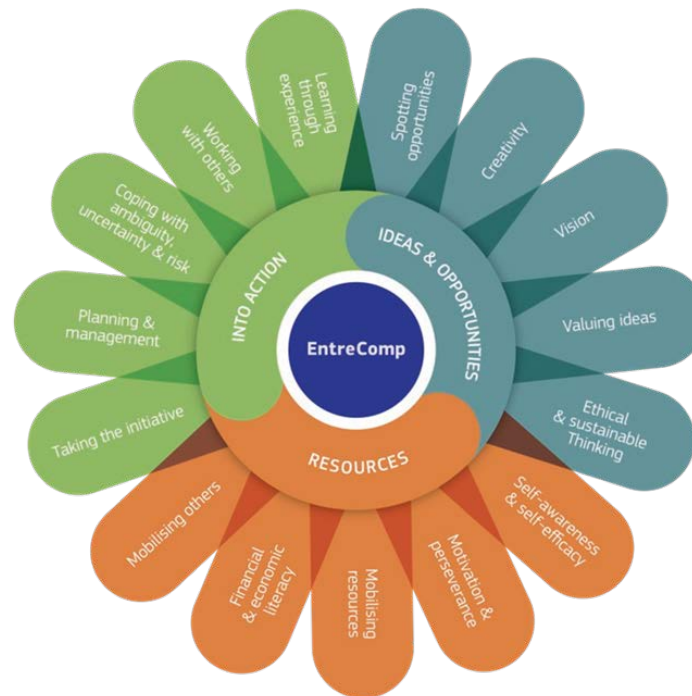 EntreComp
IDEAS & OPPORTUNITIES
RESOURCES
INTO ACTION
Spotting
opportunities
Creativity
Vision
Valuing ideas
Ethical
& sustainable
Thinking
Self-awareness
& self-efficacy
Motivation &
perseverance
Mobilising
resources
Financial
& economic
literacy
Mobilising others
Taking the initiative
Planning &
management
Coping with
ambiguity,
uncertainty & risk
Working
with others
Learning
through
experience